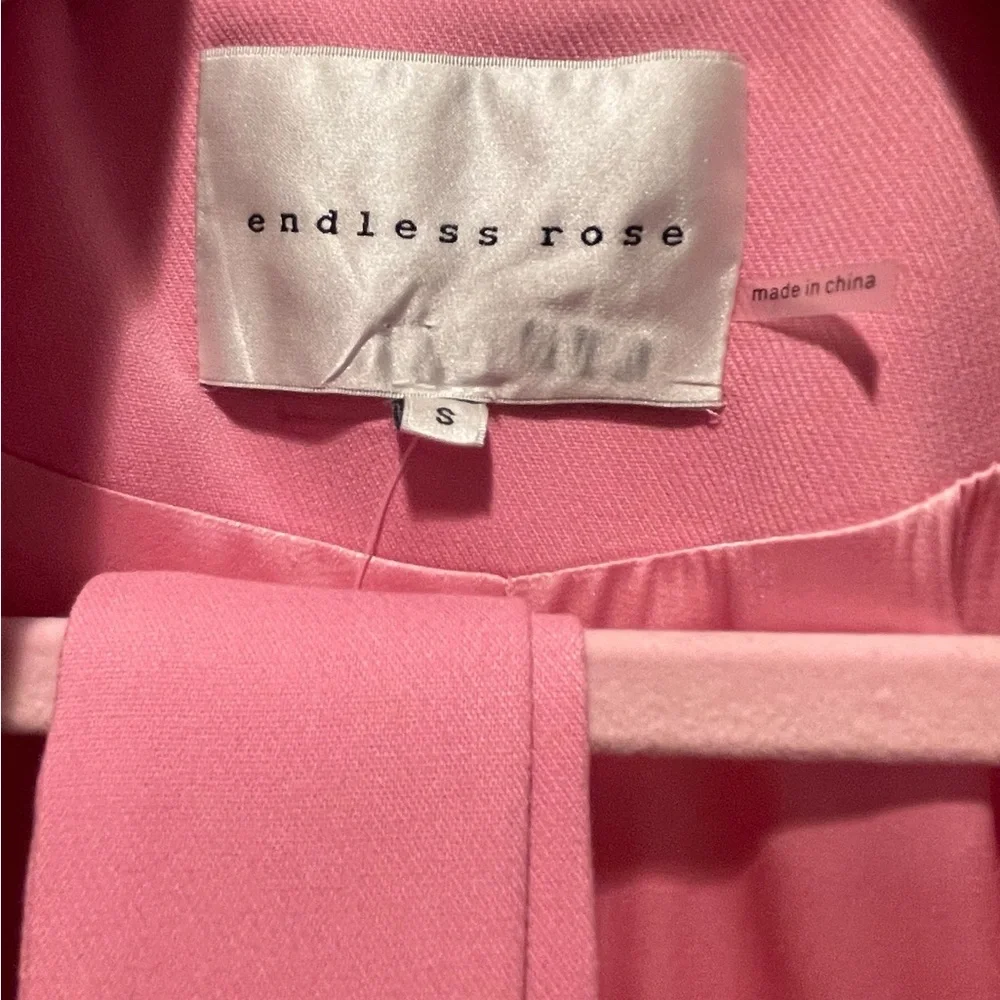 endless rose
made in china
S